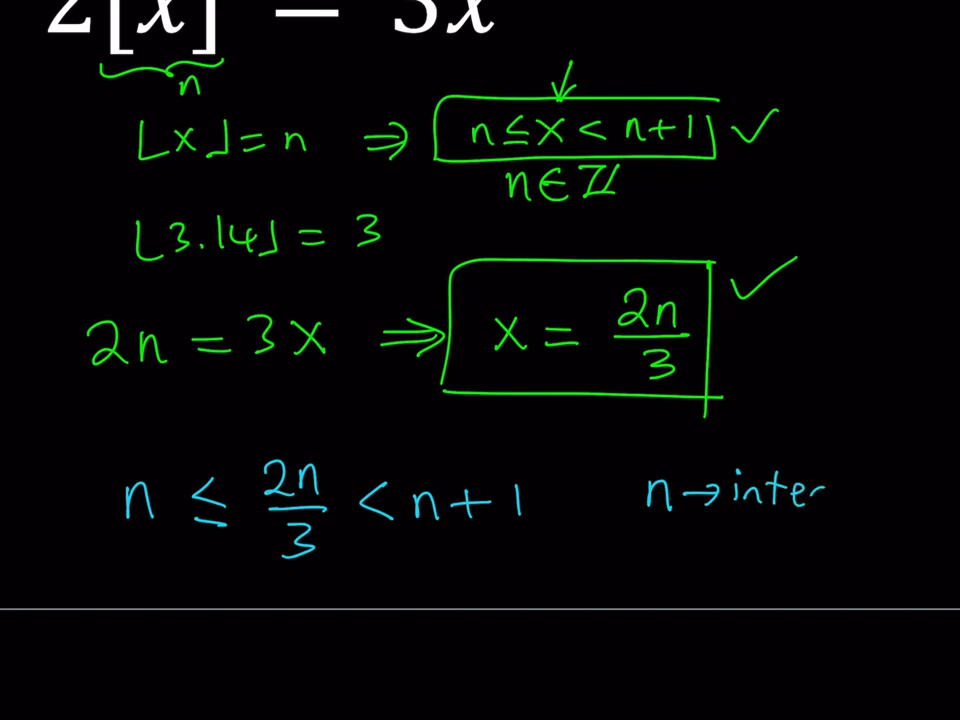 2[x] = 3x
n
⌊x⌋ = n ⇒ n ≤ x < n+1
n ∈ ℤ
⌊3.14⌋ = 3
2n = 3x ⇒ x = 2n/3
n ≤ 2n/3 < n+1 n → inter